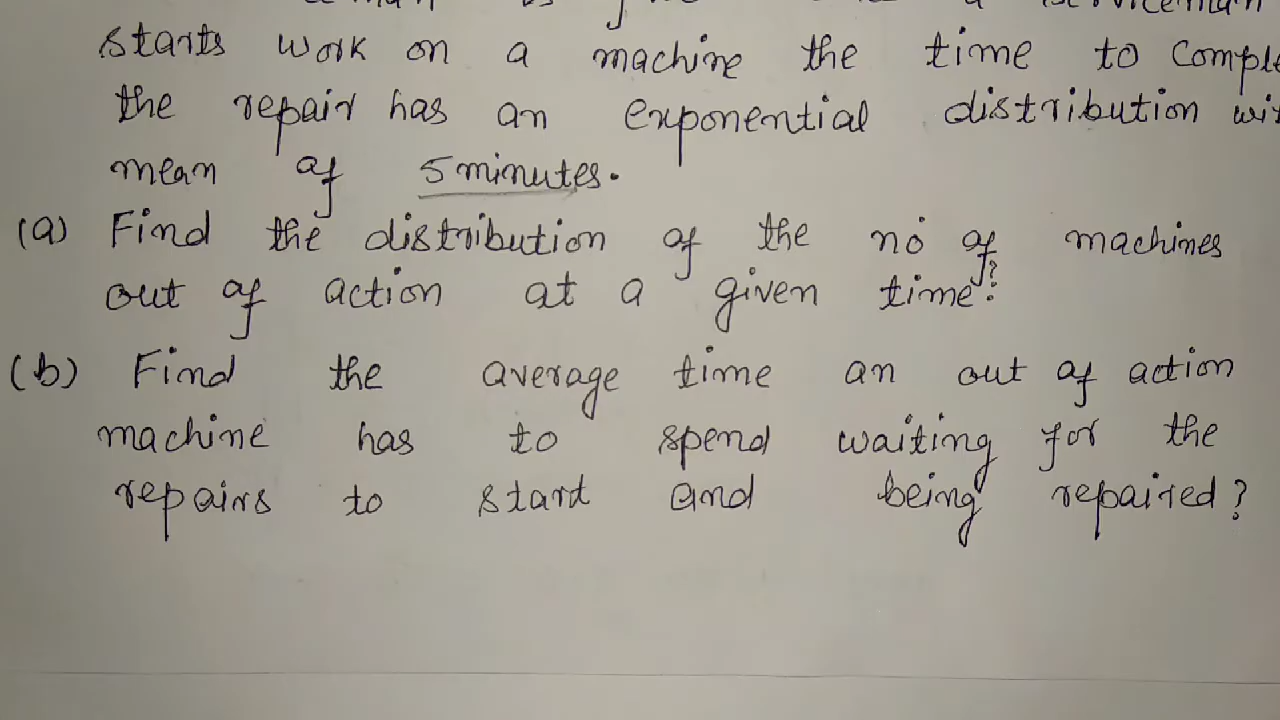 a serviceman
starts work on a machine the time to comple
the repair has an exponential distribution wit
mean of 5 minutes.
(a) Find the distribution of the no of machines
out of action at a given time?
(b) Find the average time an out of action
machine has to spend waiting for the
repairs to start and being repaired?